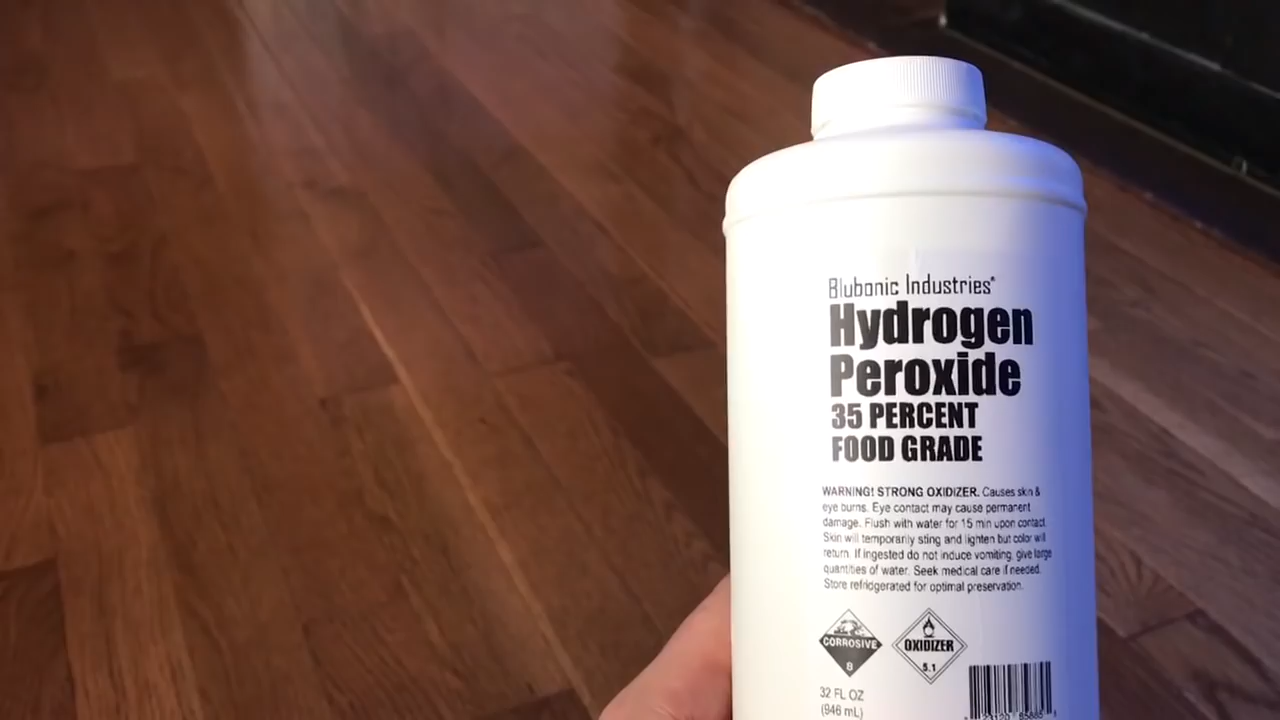 Blubonic Industries®
Hydrogen
Peroxide
35 PERCENT
FOOD GRADE
WARNING! STRONG OXIDIZER. Causes skin &
eye burns. Eye contact may cause permanent
damage. Flush with water for 15 min upon contact.
Skin will temporarily sting and lighten but color will
return. If ingested do not induce vomiting, give large
quantities of water. Seek medical care if needed.
Store refridgerated for optimal preservation.
CORROSIVE
8
OXIDIZER
5.1
32 FL OZ
(946 mL)